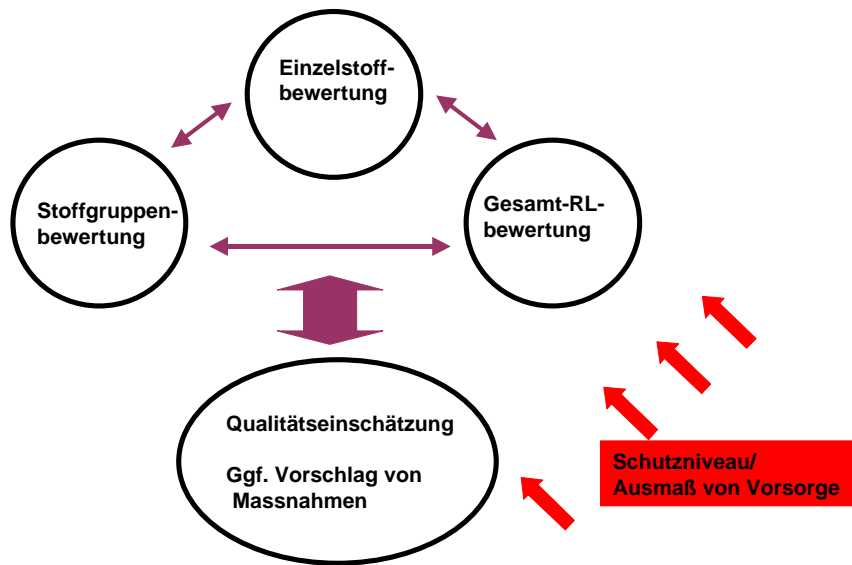 Einzelstoff-
bewertung
Stoffgruppen-
bewertung
Gesamt-RL-
bewertung
Qualitätseinschätzung
Ggf. Vorschlag von
Massnahmen
Schutzniveau/
Ausmaß von Vorsorge